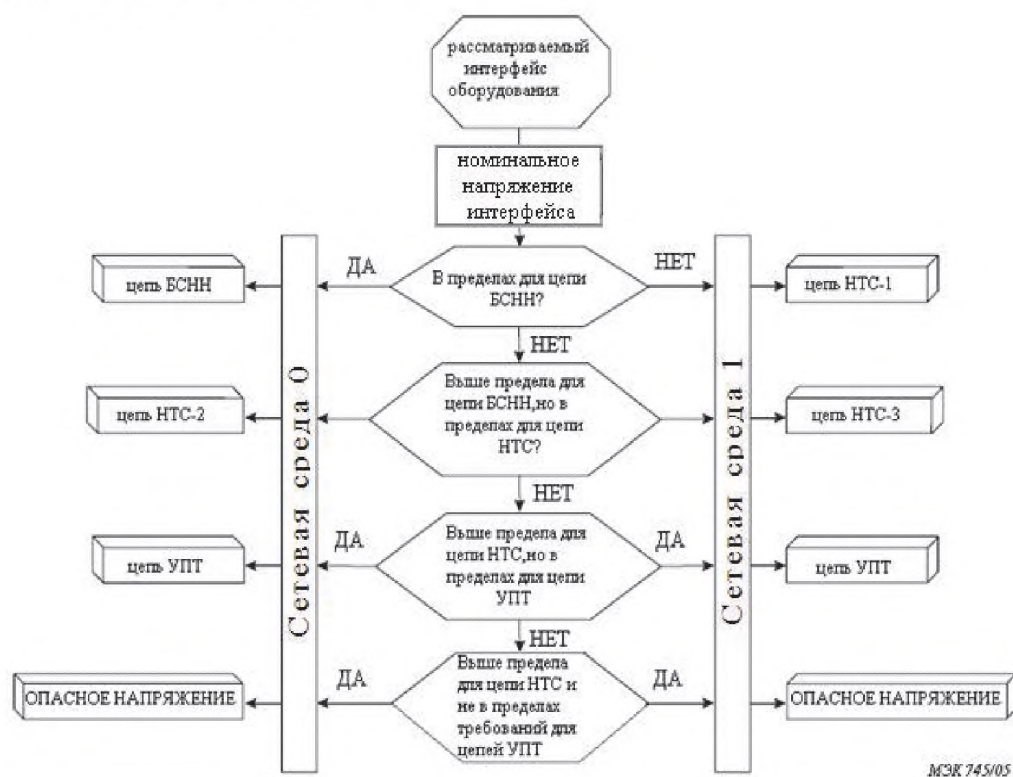 рассматриваемый
интерфейс
оборудования
номинальное
напряжение
интерфейса
ДА
НЕТ
цепь БСНН
В пределах для цепи
БСНН?
цепь НТС-1
НЕТ
Сетевая среда 0
Сетевая среда 1
цепь НТС-2
Выше предела для
цепи БСНН,но в
пределах для цепи
НТС?
цепь НТС-3
НЕТ
ДА
ДА
цепь УПТ
Выше предела для
цепи НТС,но в
пределах для цепи
УПТ
цепь УПТ
НЕТ
ДА
ДА
ОПАСНОЕ НАПРЯЖЕНИЕ
Выше предела
для цепи НТС и
не в пределах
требований для
цепей УПТ
ОПАСНОЕ НАПРЯЖЕНИЕ
МЭК 745/05